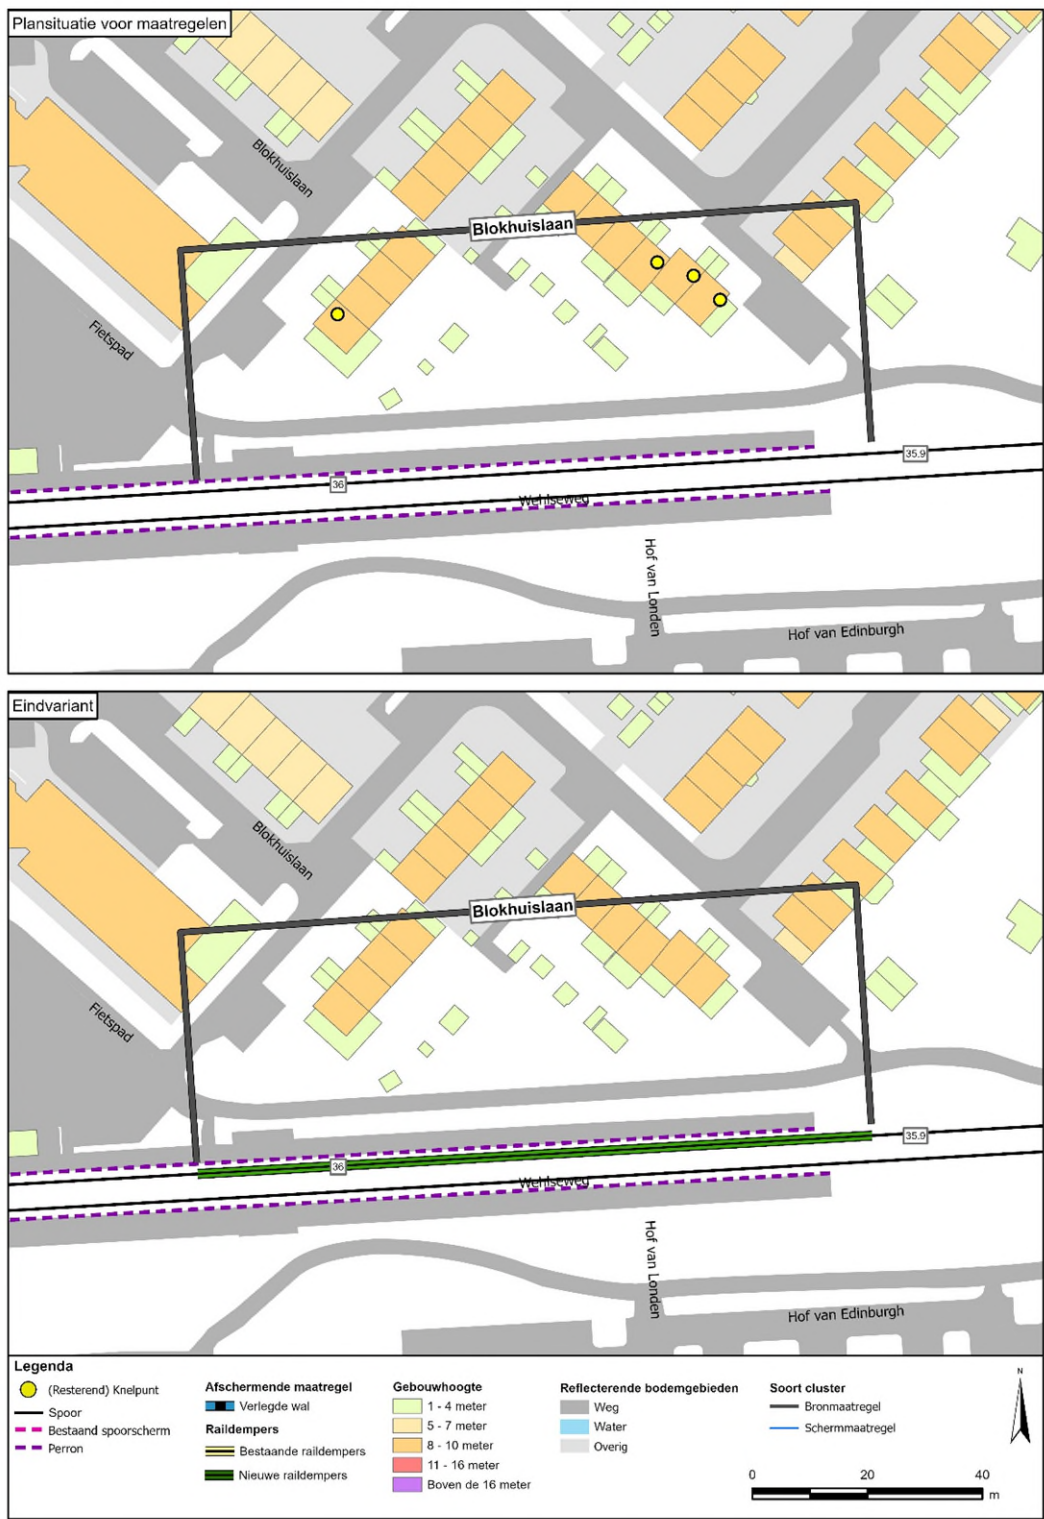 Plansituatie voor maatregelen
Blokhuislaan
Blokhuislaan
Fietspad
36
35.9
Wehlseweg
Hof van Londen
Hof van Edinburgh
Eindvariant
Blokhuislaan
Blokhuislaan
Fietspad
36
35.9
Wehlseweg
Hof van Londen
Hof van Edinburgh
Legenda
(Resterend) Knelpunt
Spoor
Bestaand spoorscherm
Perron
Afschermende maatregel
Verlegde wal
Raildempers
Bestaande raildempers
Nieuwe raildempers
Gebouwhoogte
1 - 4 meter
5 - 7 meter
8 - 10 meter
11 - 16 meter
Boven de 16 meter
Reflecterende bodemgebieden
Weg
Water
Overig
Soort cluster
Bronmaatregel
Schermmaatregel
N
0 20 40
m